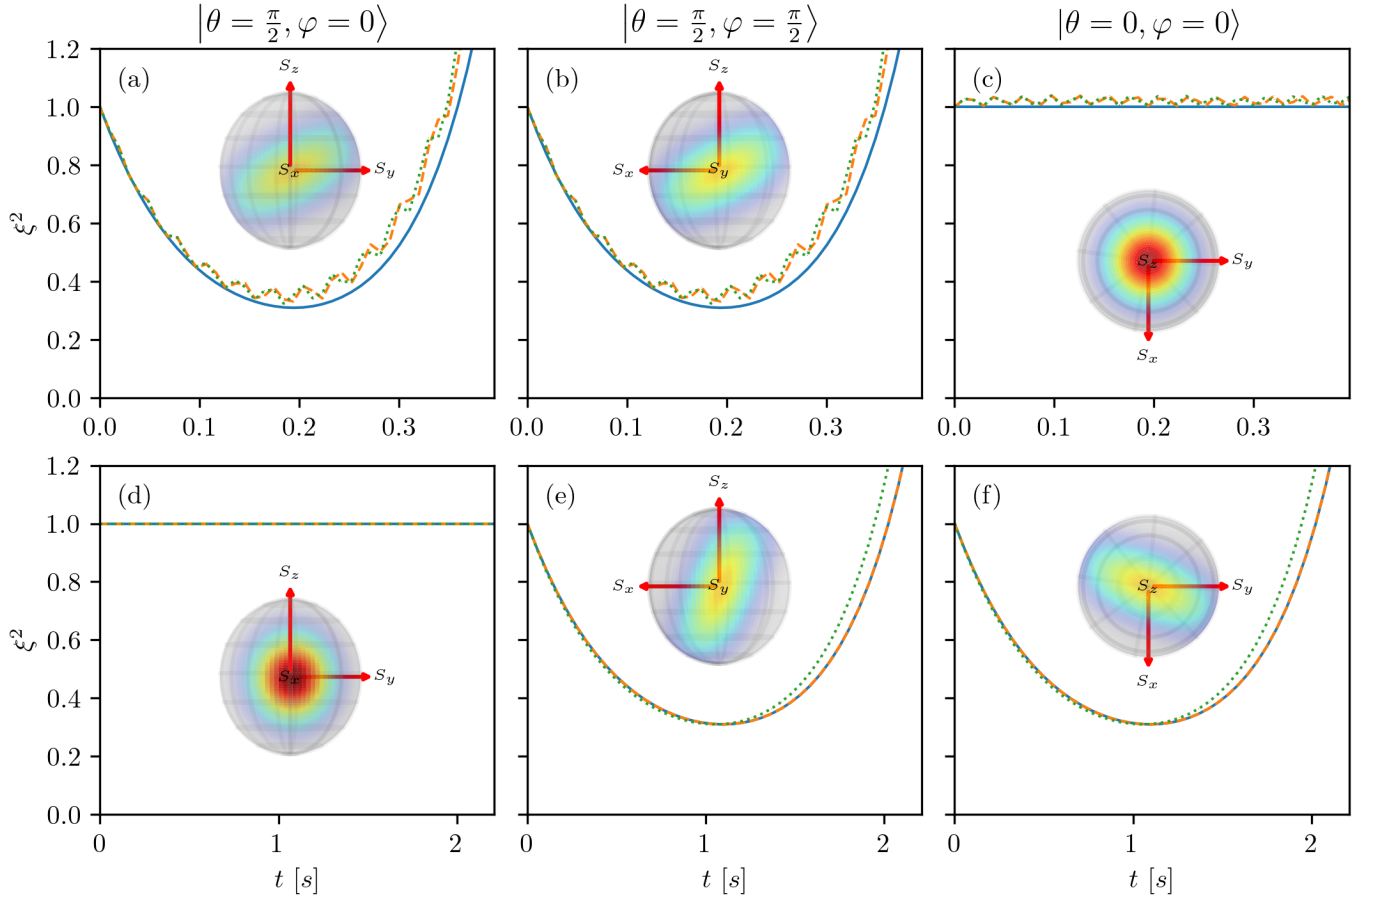 |θ = π/2, φ = 0⟩ |θ = π/2, φ = π/2⟩ |θ = 0, φ = 0⟩
(a) (b) (c)
S_z S_z
S_x S_y S_x S_y S_z S_y
S_x
ξ²
1.2
1.0
0.8
0.6
0.4
0.2
0.0
0.0 0.1 0.2 0.3 0.0 0.1 0.2 0.3 0.0 0.1 0.2 0.3
(d) (e) (f)
S_z S_z
S_x S_y S_x S_y S_z S_y
S_x
ξ²
1.2
1.0
0.8
0.6
0.4
0.2
0.0
0 1 2 0 1 2 0 1 2
t [s] t [s] t [s]